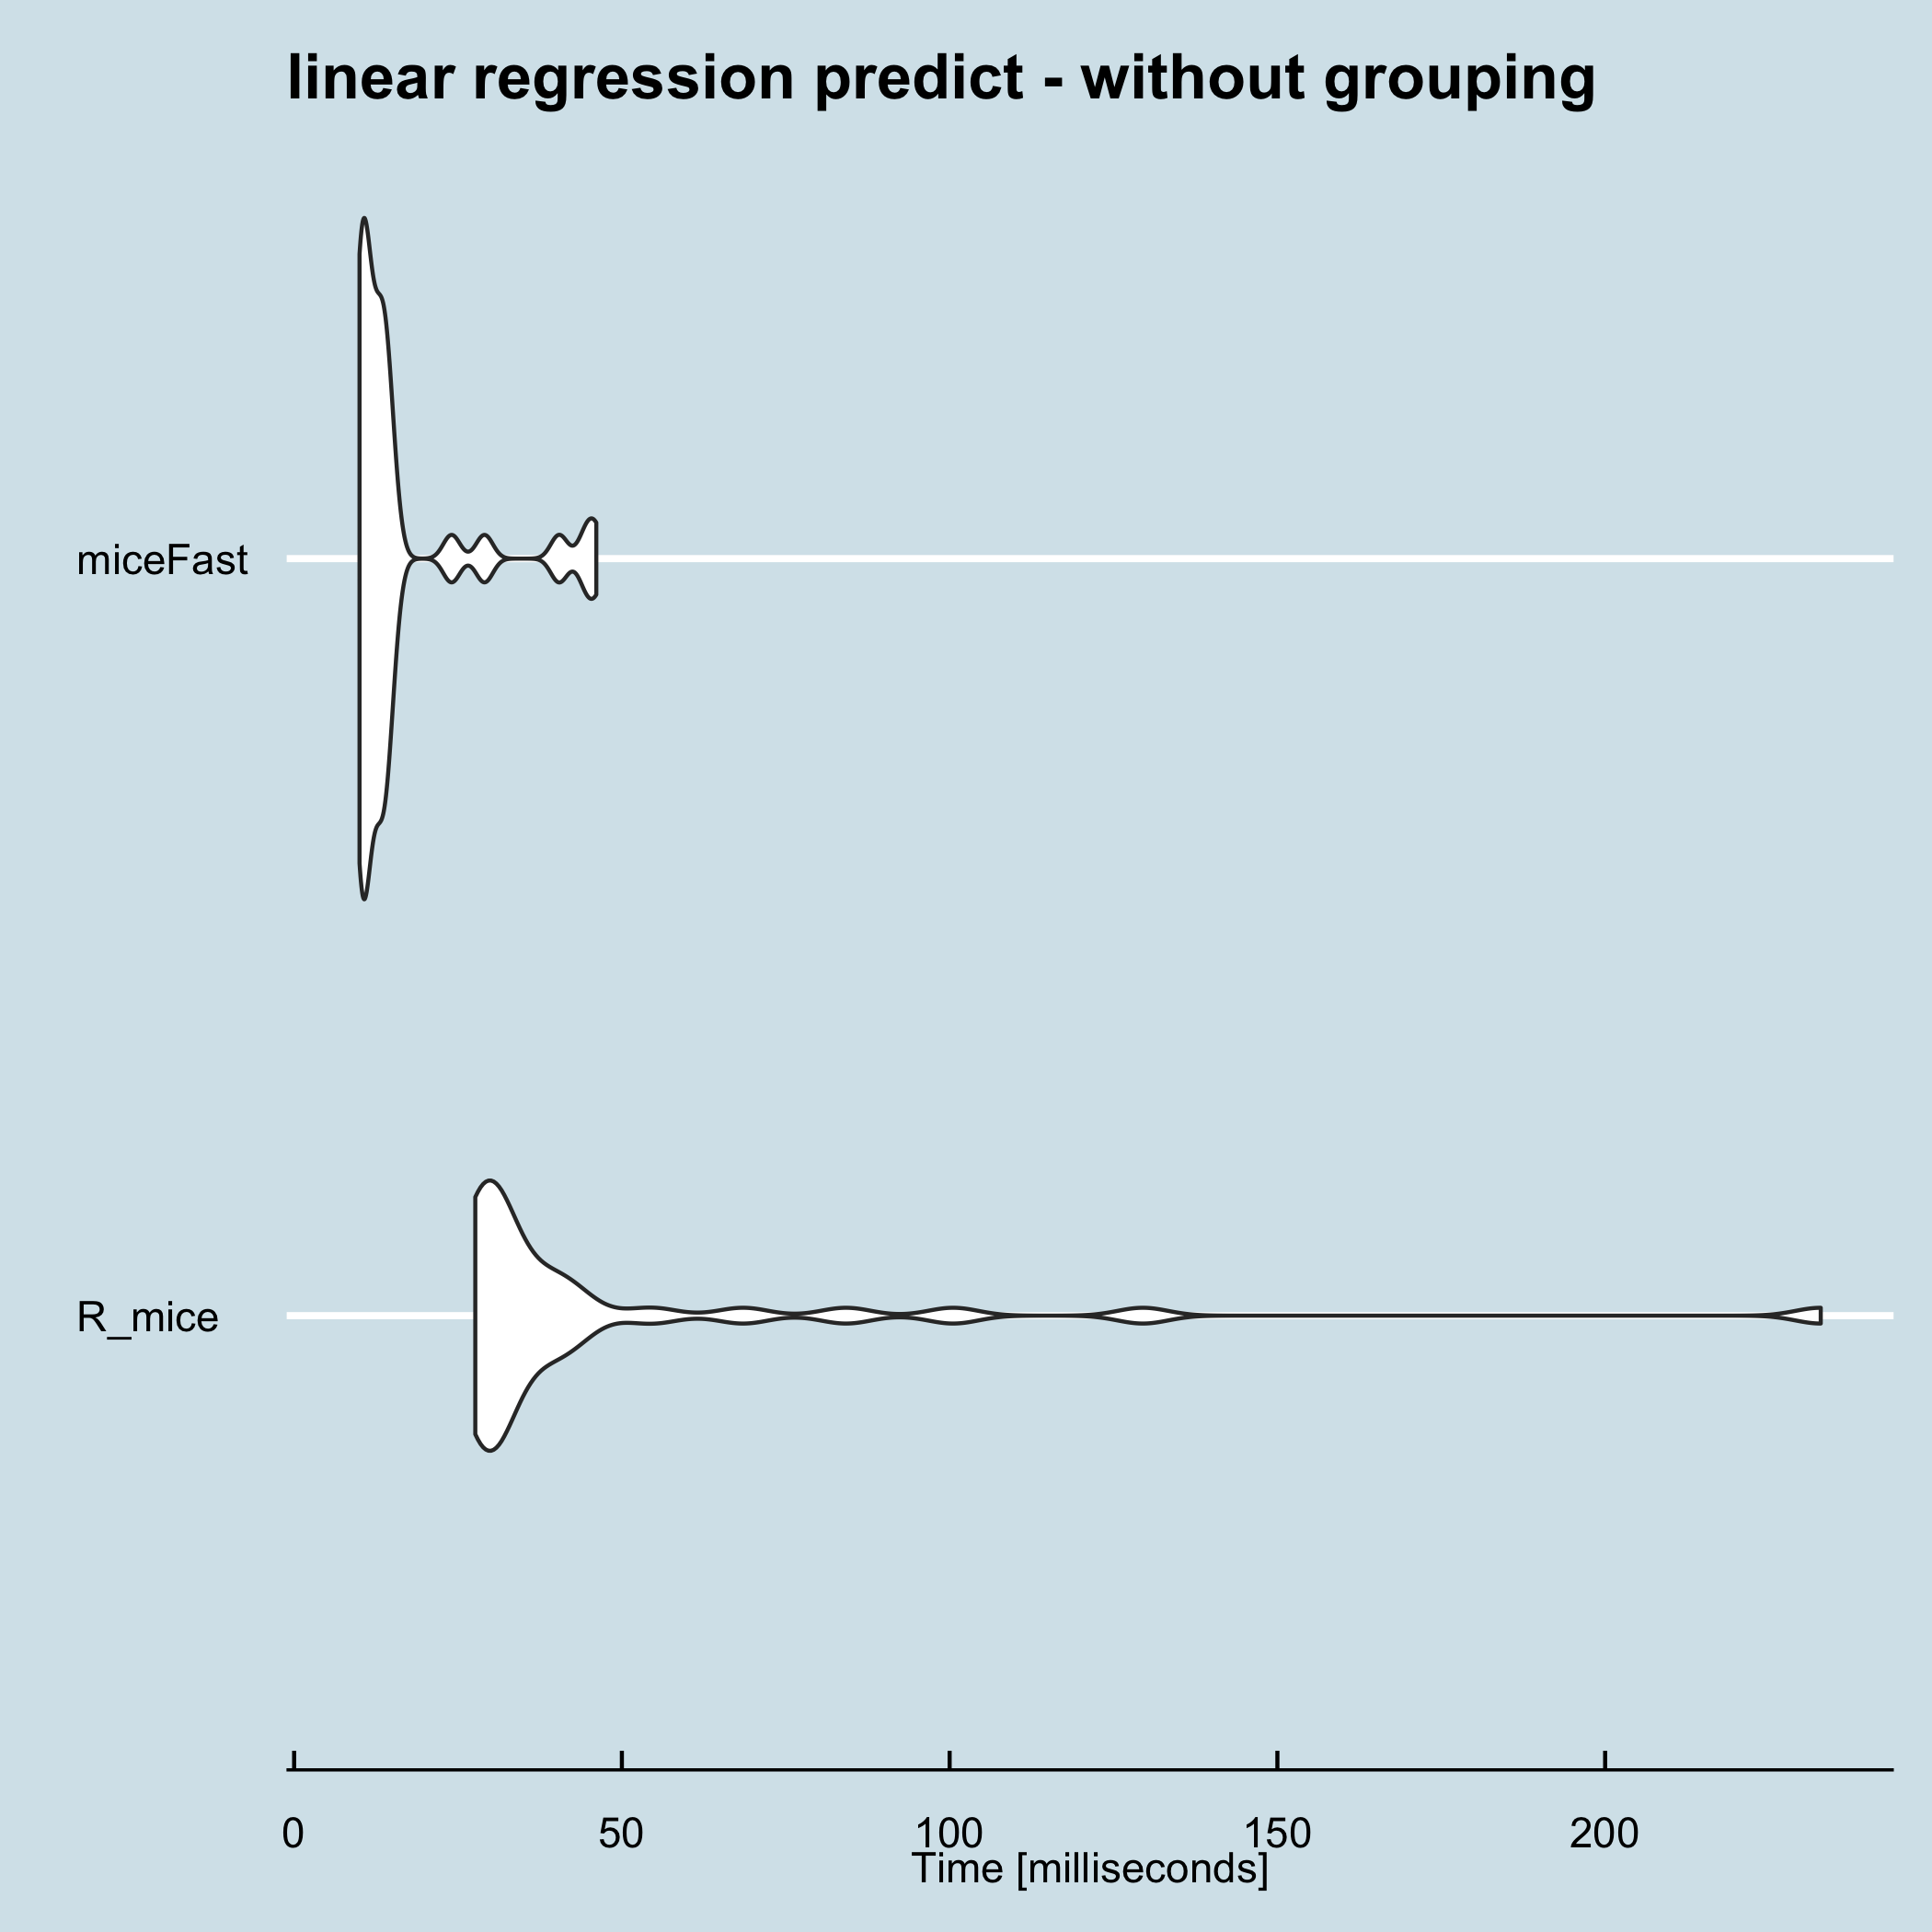 linear regression predict - without grouping
miceFast
R_mice
0 50 100 150 200
Time [milliseconds]